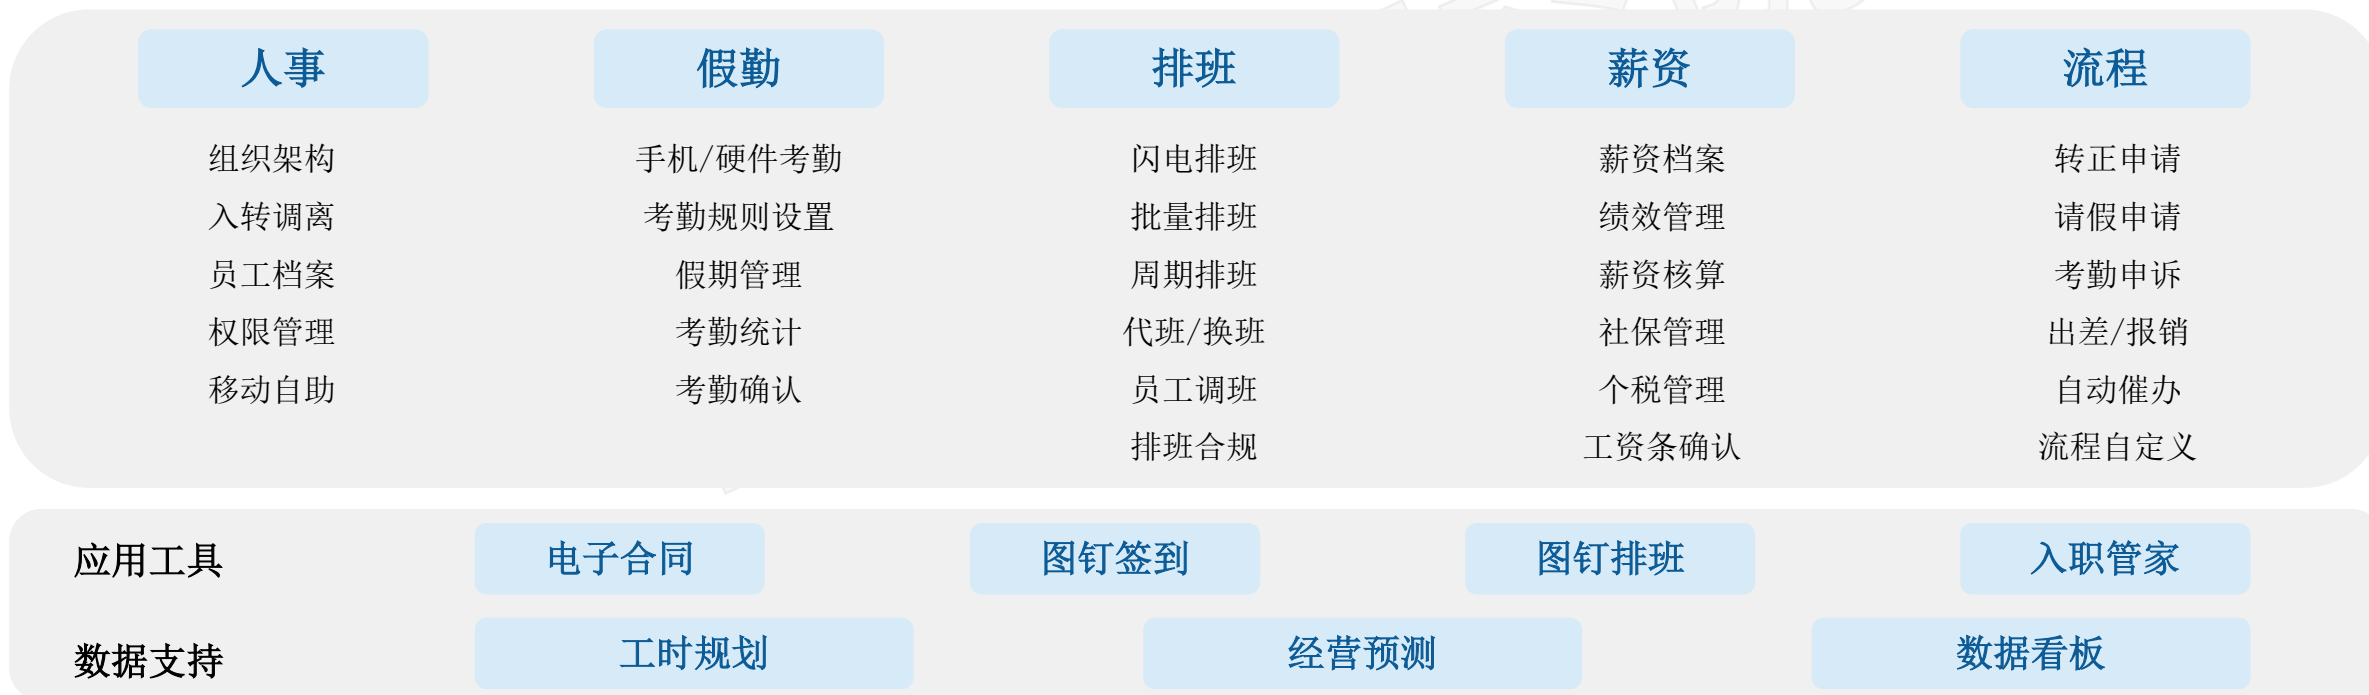 人事 假勤 排班 薪资 流程
组织架构 手机/硬件考勤 闪电排班 薪资档案 转正申请
入转调离 考勤规则设置 批量排班 绩效管理 请假申请
员工档案 假期管理 周期排班 薪资核算 考勤申诉
权限管理 考勤统计 代班/换班 社保管理 出差/报销
移动自助 考勤确认 员工调班 个税管理 自动催办
排班合规 工资条确认 流程自定义
应用工具 电子合同 图钉签到 图钉排班 入职管家
数据支持 工时规划 经营预测 数据看板